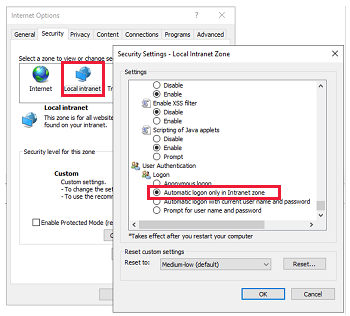 Internet Options
General
Security
Privacy
Content
Connections
Programs
Advanced
Select a zone to view or change se
Internet
Local intranet
Local intranet
This zone is for all website
found on your intranet.
Security level for this zone
Custom
Custom settings.
- To change the set
- To use the recom
Enable Protected Mode (re
Security Settings - Local Intranet Zone
Settings
Disable
Enable
Enable XSS filter
Disable
Enable
Scripting of Java applets
Disable
Enable
Prompt
User Authentication
Logon
Anonymous logon
Automatic logon only in Intranet zone
Automatic logon with current user name and password
Prompt for user name and password
*Takes effect after you restart your computer
Reset custom settings
Reset to:
Medium-low (default)
Reset...
OK
Cancel